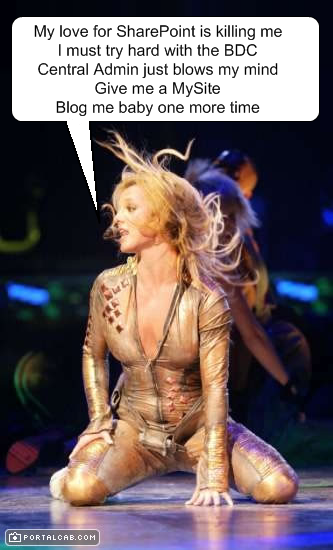 My love for SharePoint is killing me
I must try hard with the BDC
Central Admin just blows my mind
Give me a MySite
Blog me baby one more time
PORTALCAB.COM